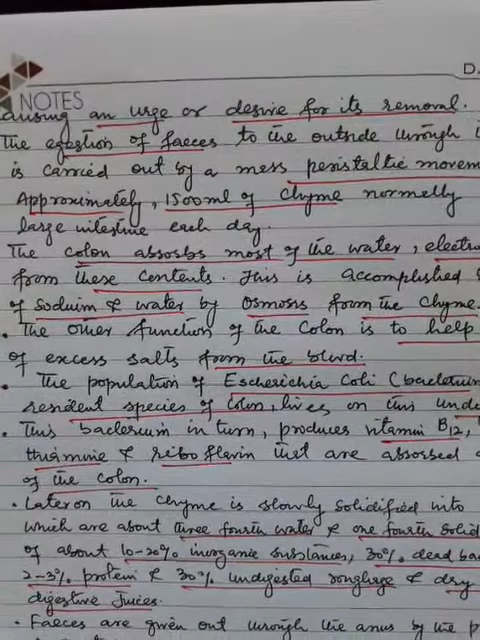 NOTES
D.
causing an urge or desire for its removal.
The egestion of faeces to the outside through
is carried out by a mess peristaltic movem
Approximately, 1500ml of chyme normally
large intestine each day.
The colon absorbs most of the water, electro
from these contents. This is accomplished
of Soduim & water by Osmosis from the Chyme.
• The other function of the Colon is to help
of excess salts from the blood.
• The population of Escherichia Coli (bacterium
resident species of Colon, lives on this unde
• This bacterium in turn, produces vitamin B12,
thiamine & riboflavin that are absorbed
of the colon.
• Later on the chyme is slowly solidified into
which are about three fourth water & one fourth solid
of about 10-20% inorganic substances, 30% dead bac
2-3% protein & 30% undigested roughage & dry
digestive Juices.
• Faeces are given out through the anus by the p